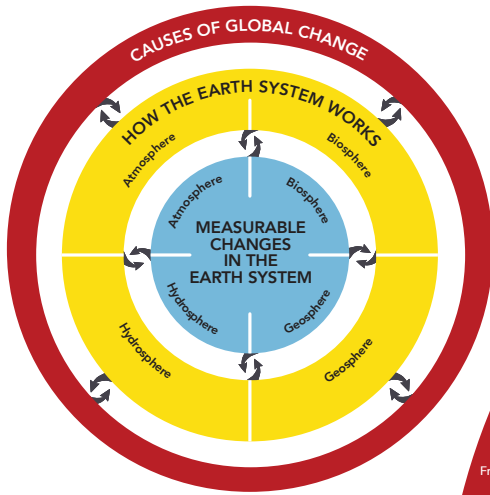 CAUSES OF GLOBAL CHANGE
HOW THE EARTH SYSTEM WORKS
Atmosphere
Biosphere
Atmosphere
Biosphere
MEASURABLE
CHANGES
IN THE
EARTH SYSTEM
Hydrosphere
Geosphere
Hydrosphere
Geosphere
Fr